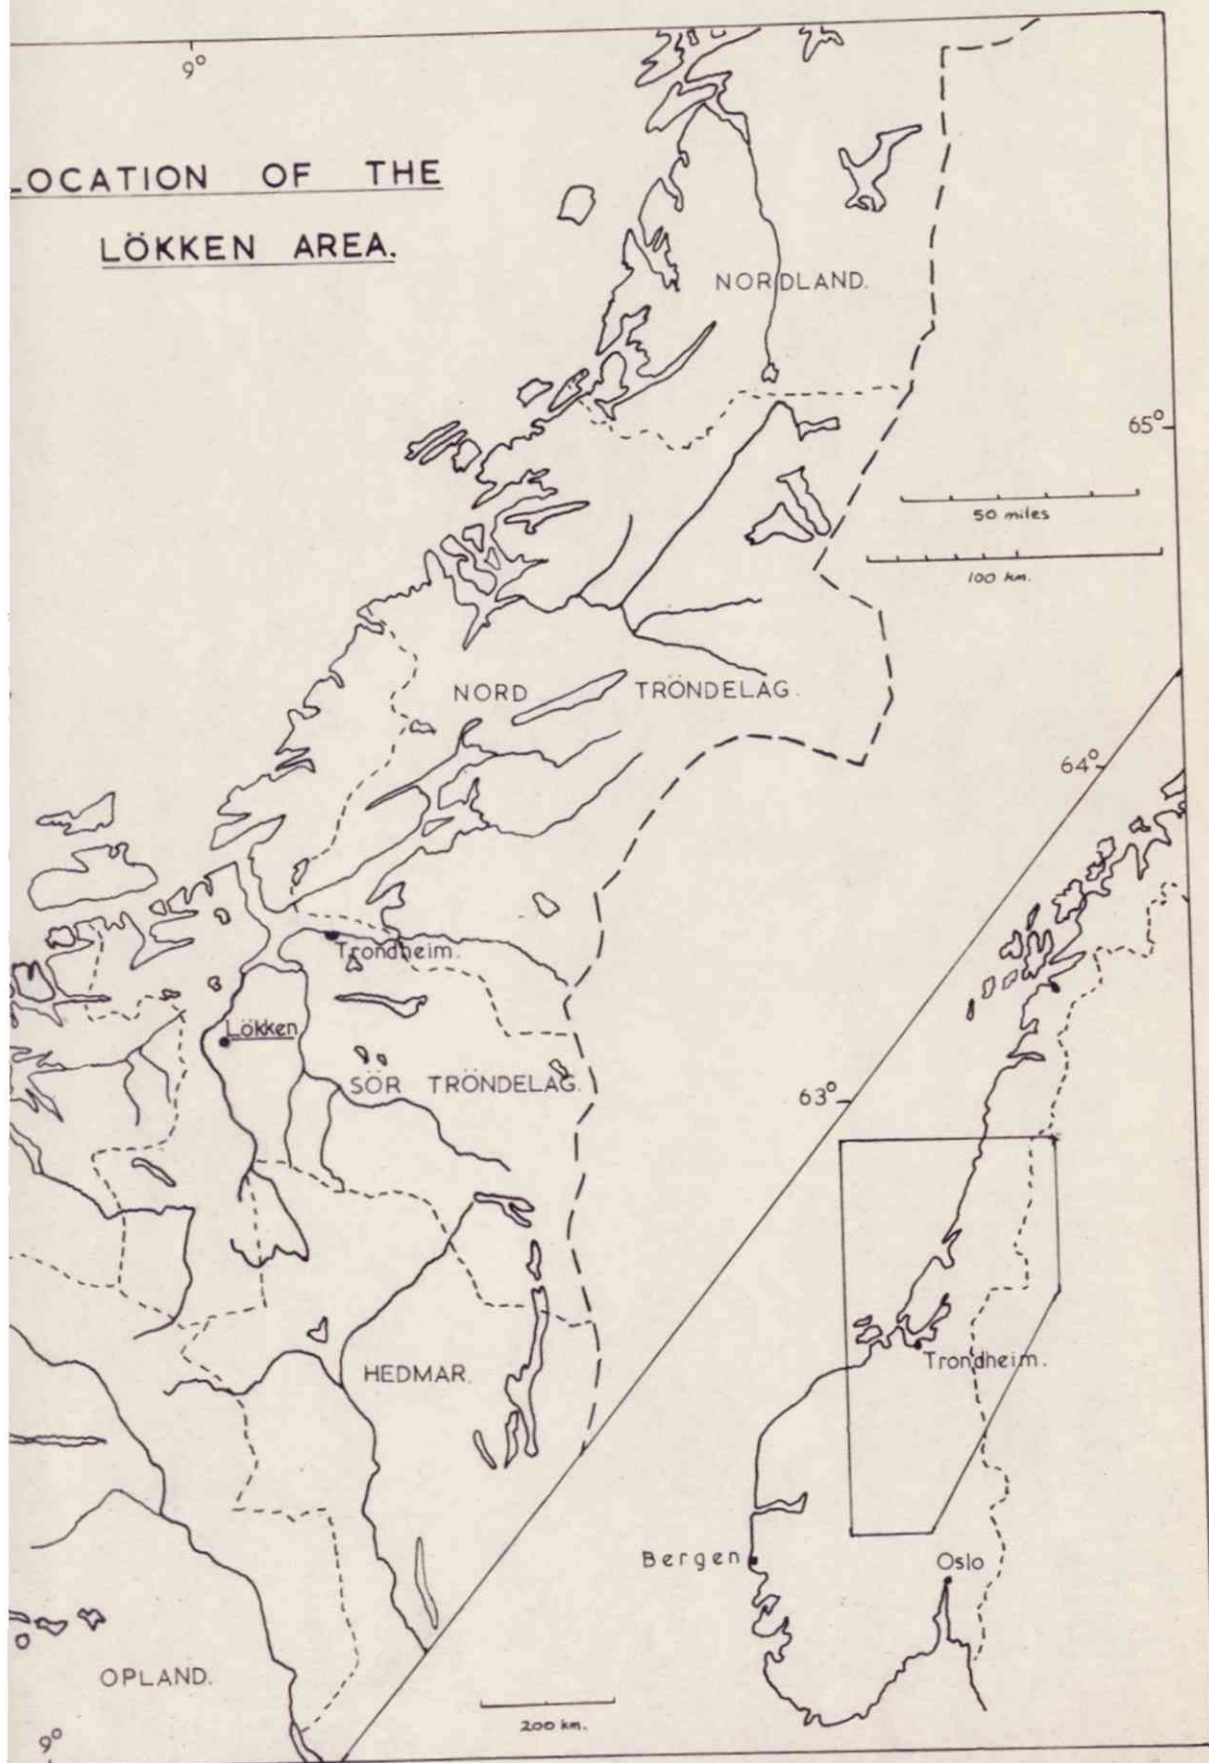 9°
LOCATION OF THE
LÖKKEN AREA.
NORDLAND.
65°
50 miles
100 km.
NORD TRÖNDELAG.
64°
Trondheim.
Lökken
SÖR TRÖNDELAG.
63°
HEDMAR.
Trondheim.
Bergen
Oslo
OPLAND.
200 km.
9°